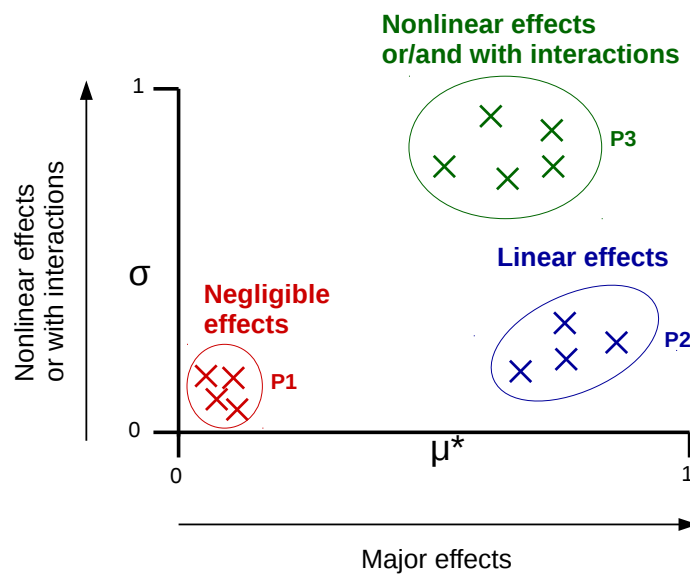 Nonlinear effects
or/and with interactions
1
P3
Nonlinear effects
or with interactions
σ
Linear effects
Negligible
effects
P2
P1
0
μ*
0
1
Major effects